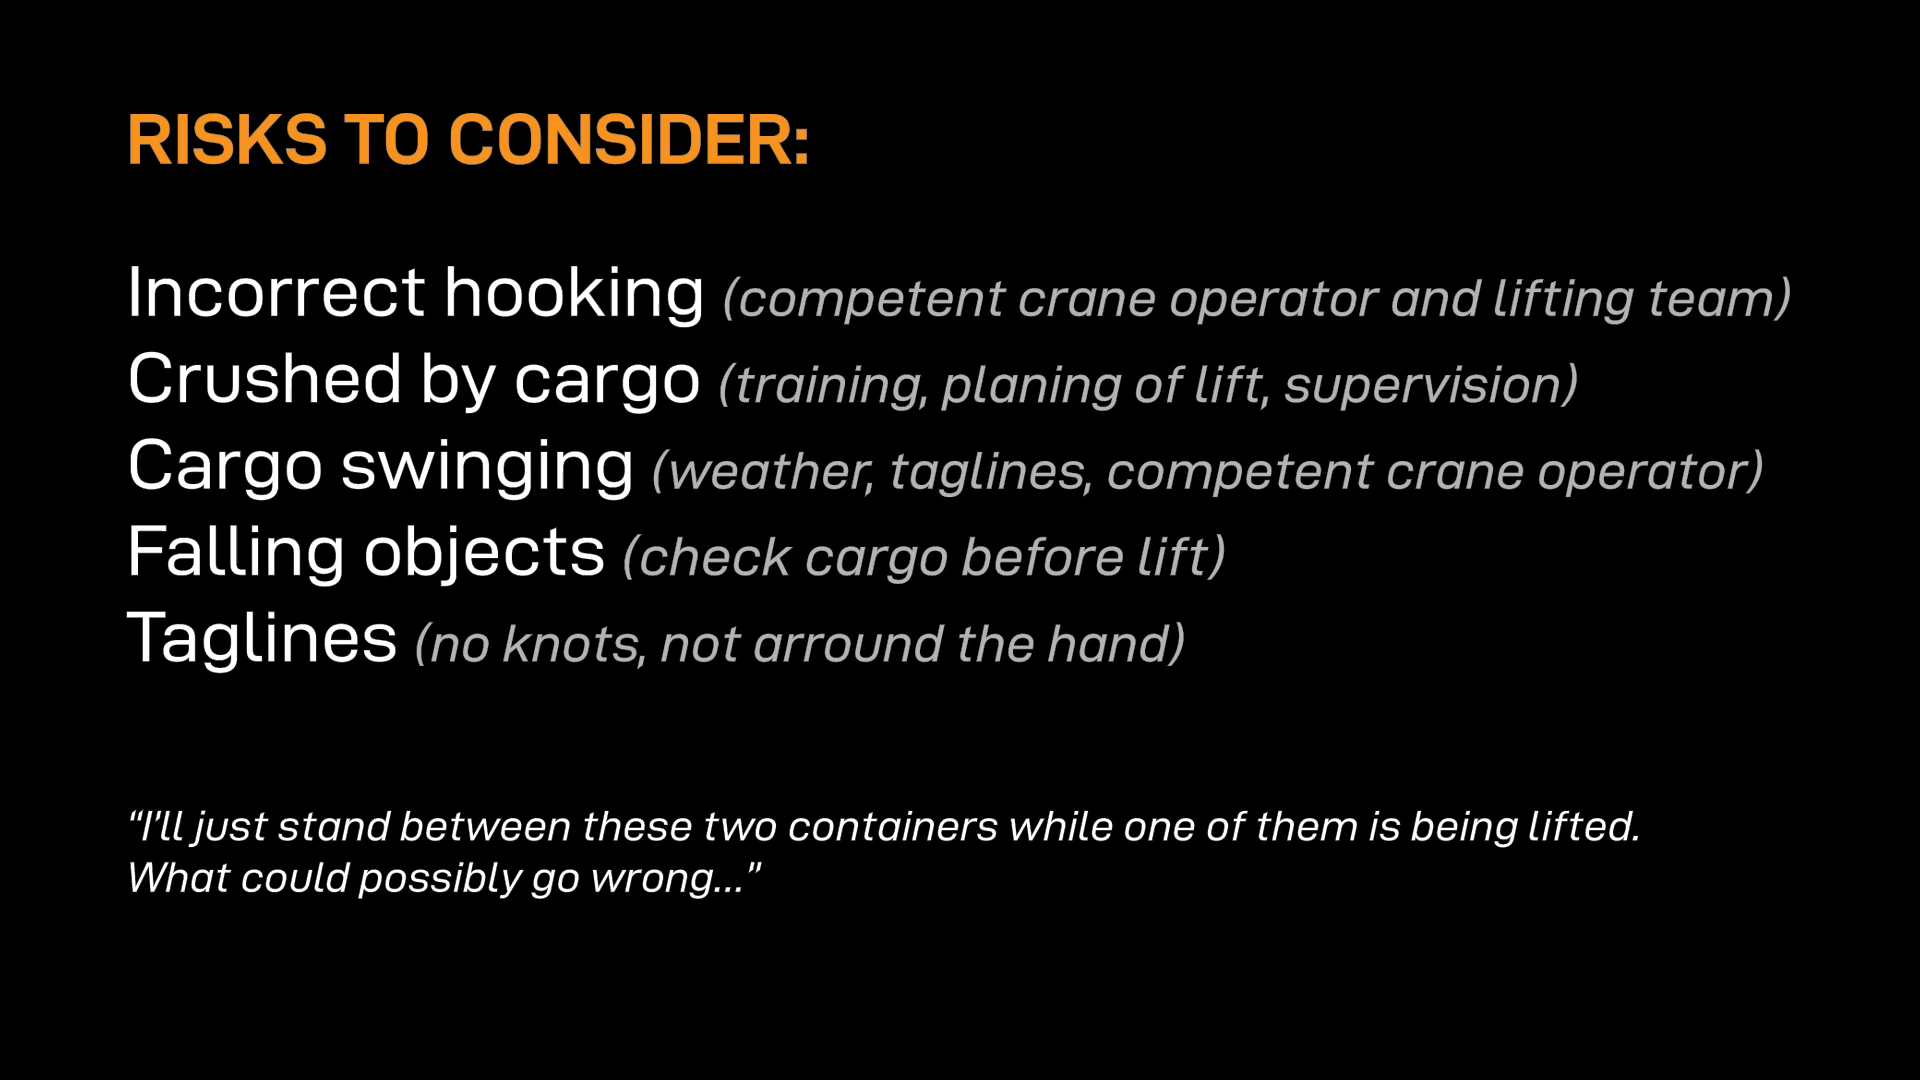 RISKS TO CONSIDER:
Incorrect hooking (competent crane operator and lifting team)
Crushed by cargo (training, planing of lift, supervision)
Cargo swinging (weather, taglines, competent crane operator)
Falling objects (check cargo before lift)
Taglines (no knots, not arround the hand)
“I’ll just stand between these two containers while one of them is being lifted.
What could possibly go wrong...”